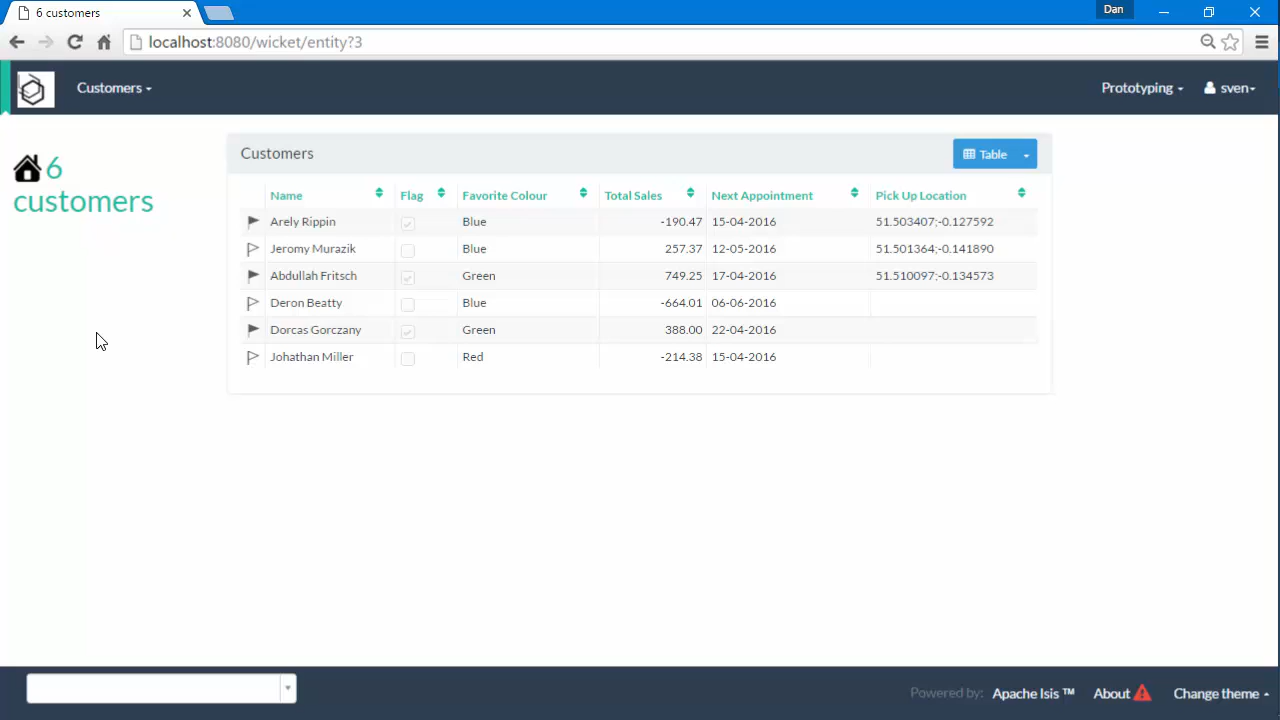 6 customers
Dan
localhost:8080/wicket/entity?3
Customers
Prototyping
sven
6
customers
Customers
Table
Name Flag Favorite Colour Total Sales Next Appointment Pick Up Location
Arely Rippin Blue -190.47 15-04-2016 51.503407;-0.127592
Jeromy Murazik Blue 257.37 12-05-2016 51.501364;-0.141890
Abdullah Fritsch Green 749.25 17-04-2016 51.510097;-0.134573
Deron Beatty Blue -664.01 06-06-2016
Dorcas Gorczany Green 388.00 22-04-2016
Johathan Miller Red -214.38 15-04-2016
Powered by: Apache Isis ™ About Change theme